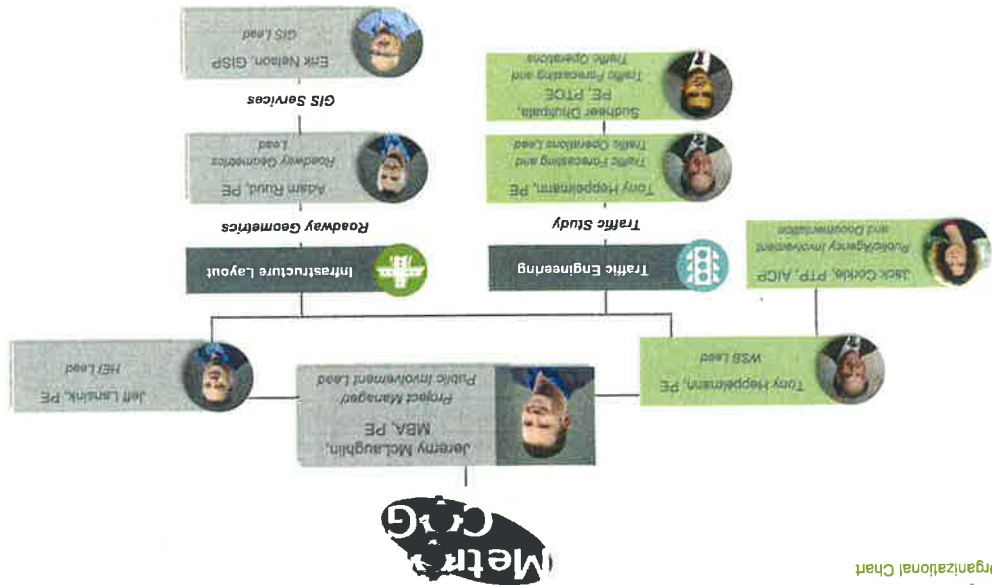 Organizational Chart
Metro
COG
Jeremy McLaughlin,
MBA, PE
Project Manager/
Public Involvement Lead
Tony Heppelmann, PE
WSB Lead
Jeff Lansink, PE
HEI Lead
Jack Corkle, PTP, AICP
Public/Agency Involvement
and Documentation
Traffic Engineering
Traffic Study
Tony Heppelmann, PE
Traffic Forecasting and
Traffic Operations Lead
Sudheer Dhulipala,
PE, PTOE
Traffic Forecasting and
Traffic Operations
Infrastructure Layout
Roadway Geometrics
Adam Ruud, PE
Roadway Geometrics
Lead
GIS Services
Erik Nelson, GISP
GIS Lead